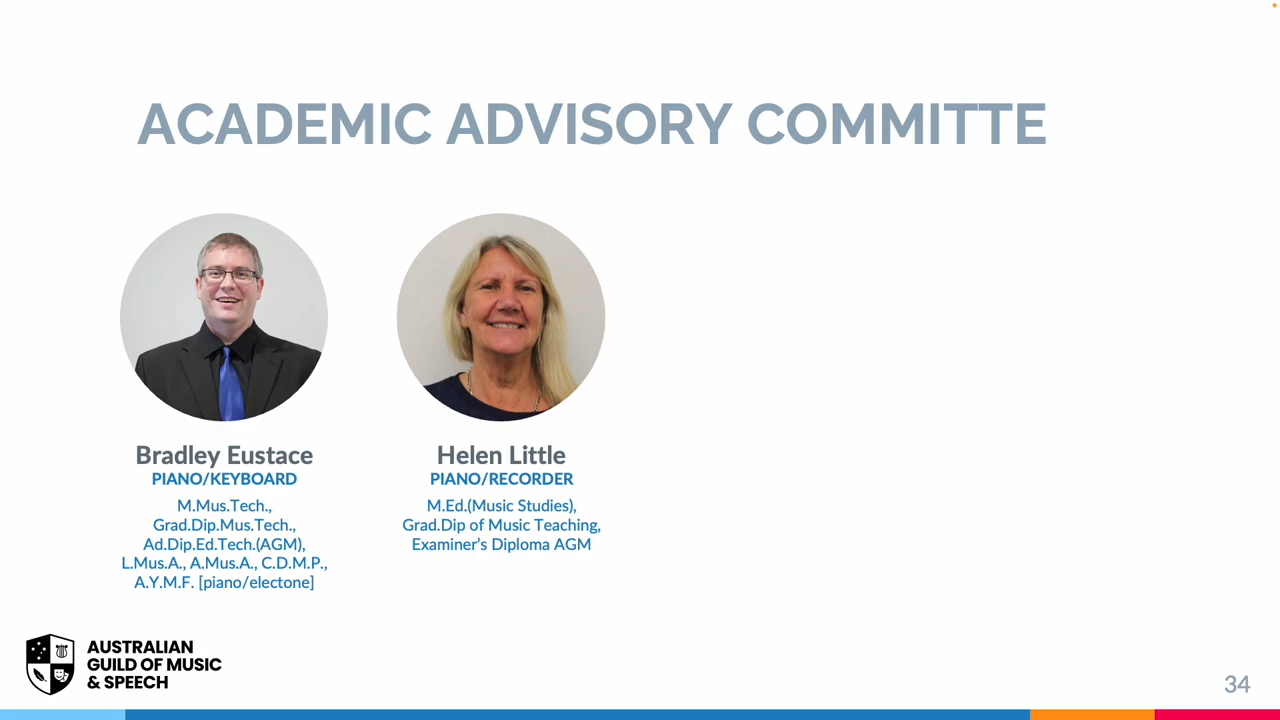 ACADEMIC ADVISORY COMMITTE
Bradley Eustace
PIANO/KEYBOARD
M.Mus.Tech.,
Grad.Dip.Mus.Tech.,
Ad.Dip.Ed.Tech.(AGM),
L.Mus.A., A.Mus.A., C.D.M.P.,
A.Y.M.F. [piano/electone]
Helen Little
PIANO/RECORDER
M.Ed.(Music Studies),
Grad.Dip of Music Teaching,
Examiner’s Diploma AGM
AUSTRALIAN
GUILD OF MUSIC
& SPEECH
34